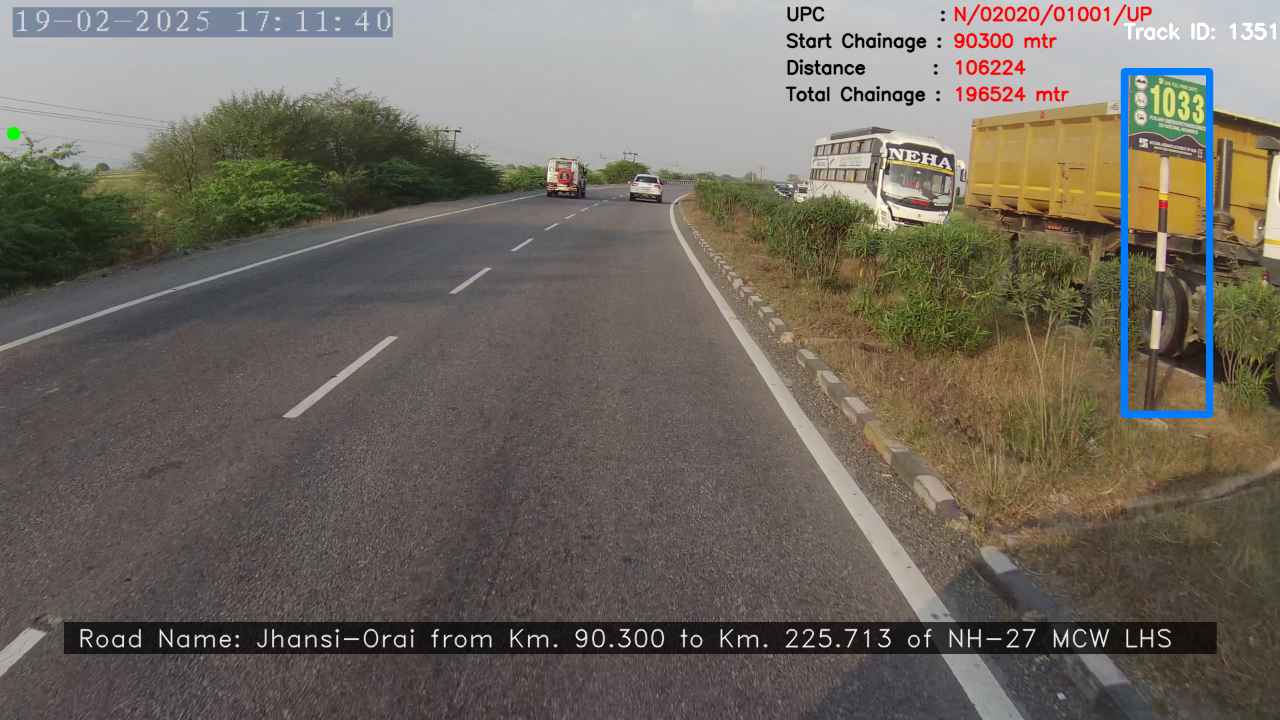 19-02-2025 17:11:40
UPC : N/02020/01001/UP
Track ID: 1351
Start Chainage : 90300 mtr
Distance : 106224
Total Chainage : 196524 mtr
1033
NEHA
Road Name: Jhansi-Orai from Km. 90.300 to Km. 225.713 of NH-27 MCW LHS